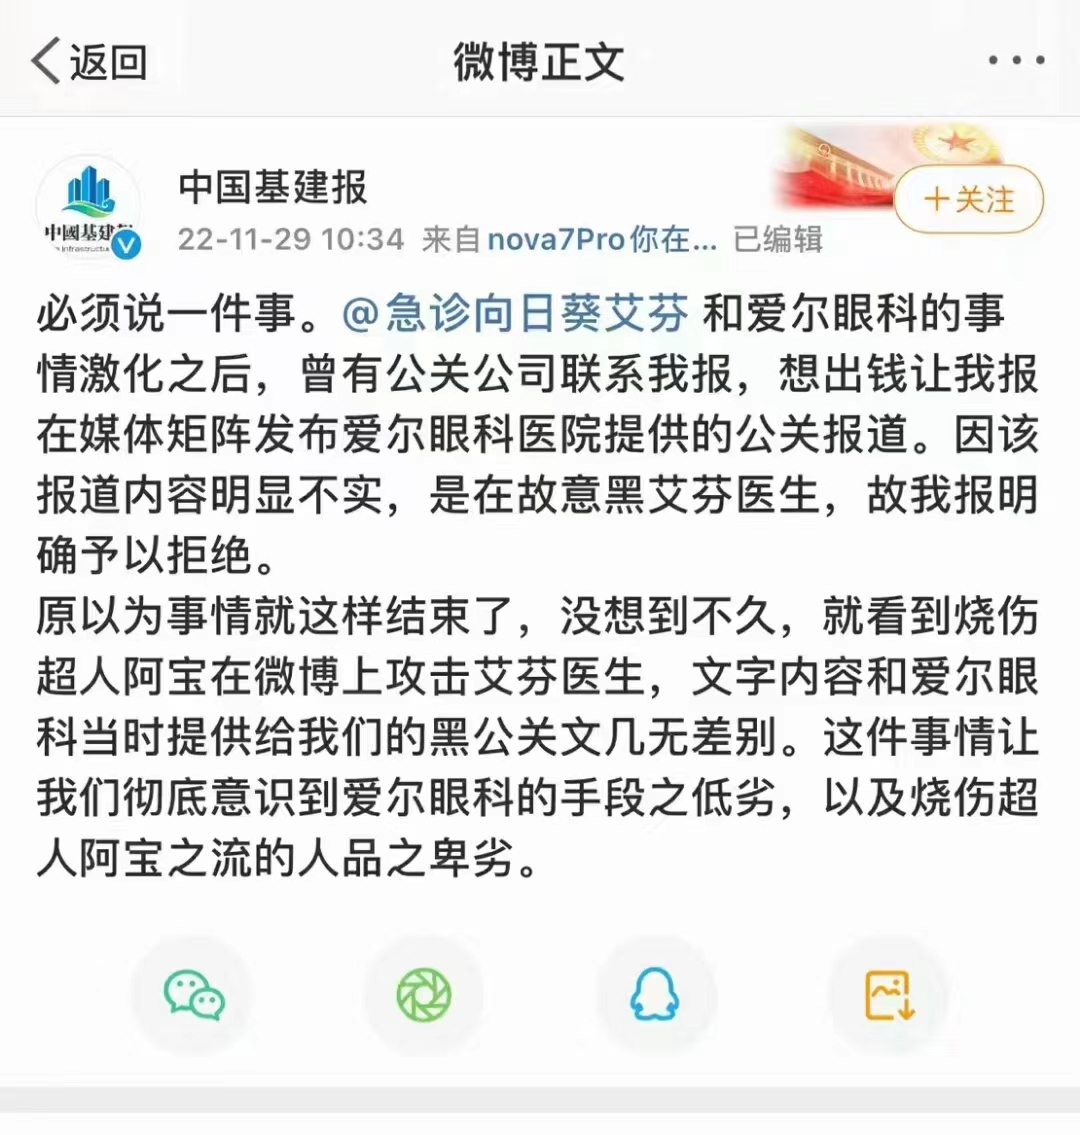 返回
微博正文
中国基建报
22-11-29 10:34 来自 nova7Pro你在... 已编辑
+关注
中國基建
必须说一件事。@急诊向日葵艾芬 和爱尔眼科的事
情激化之后，曾有公关公司联系我报，想出钱让我报
在媒体矩阵发布爱尔眼科医院提供的公关报道。因该
报道内容明显不实，是在故意黑艾芬医生，故我报明
确予以拒绝。
原以为事情就这样结束了，没想到不久，就看到烧伤
超人阿宝在微博上攻击艾芬医生，文字内容和爱尔眼
科当时提供给我们的黑公关文几无差别。这件事情让
我们彻底意识到爱尔眼科的手段之低劣，以及烧伤超
人阿宝之流的人品之卑劣。